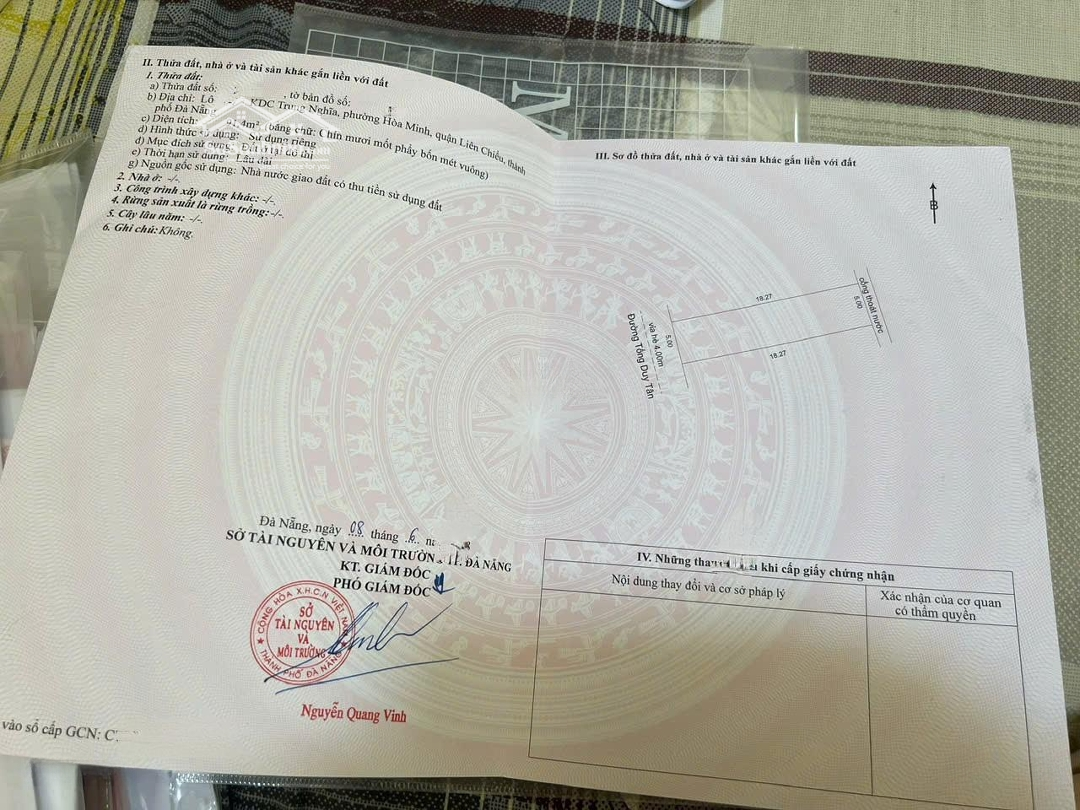 II. Thửa đất, nhà ở và tài sản khác gắn liền với đất
1. Thửa đất:
a) Thửa đất số: , tờ bản đồ số:
b) Địa chỉ: Lô KDC Trung Nghĩa, phường Hòa Minh, quận Liên Chiểu, thành
phố Đà Nẵng
c) Diện tích: 91,4m², (bằng chữ: Chín mươi mốt phẩy bốn mét vuông)
d) Hình thức sử dụng: Sử dụng riêng
đ) Mục đích sử dụng: Đất ở tại đô thị
e) Thời hạn sử dụng: Lâu dài
g) Nguồn gốc sử dụng: Nhà nước giao đất có thu tiền sử dụng đất
2. Nhà ở: -/-.
3. Công trình xây dựng khác: -/-.
4. Rừng sản xuất là rừng trồng: -/-.
5. Cây lâu năm: -/-.
6. Ghi chú: Không.
Đà Nẵng, ngày 08 tháng 6
SỞ TÀI NGUYÊN VÀ MÔI TRƯỜNG TP. ĐÀ NẴNG
KT. GIÁM ĐỐC
PHÓ GIÁM ĐỐC
CỘNG HÒA X.H.C.N VIỆT NAM
SỞ
TÀI NGUYÊN
VÀ
MÔI TRƯỜNG
THÀNH PHỐ ĐÀ NẴNG
Nguyễn Quang Vinh
vào sổ cấp GCN: C
III. Sơ đồ thửa đất, nhà ở và tài sản khác gắn liền với đất
B
18.27
cống thoát nước
5.00
5.00
vỉa hè 4.00m
Đường Tống Duy Tân
18.27
IV. Những thay khi cấp giấy chứng nhận
Nội dung thay đổi và cơ sở pháp lý
Xác nhận của cơ quan
có thẩm quyền